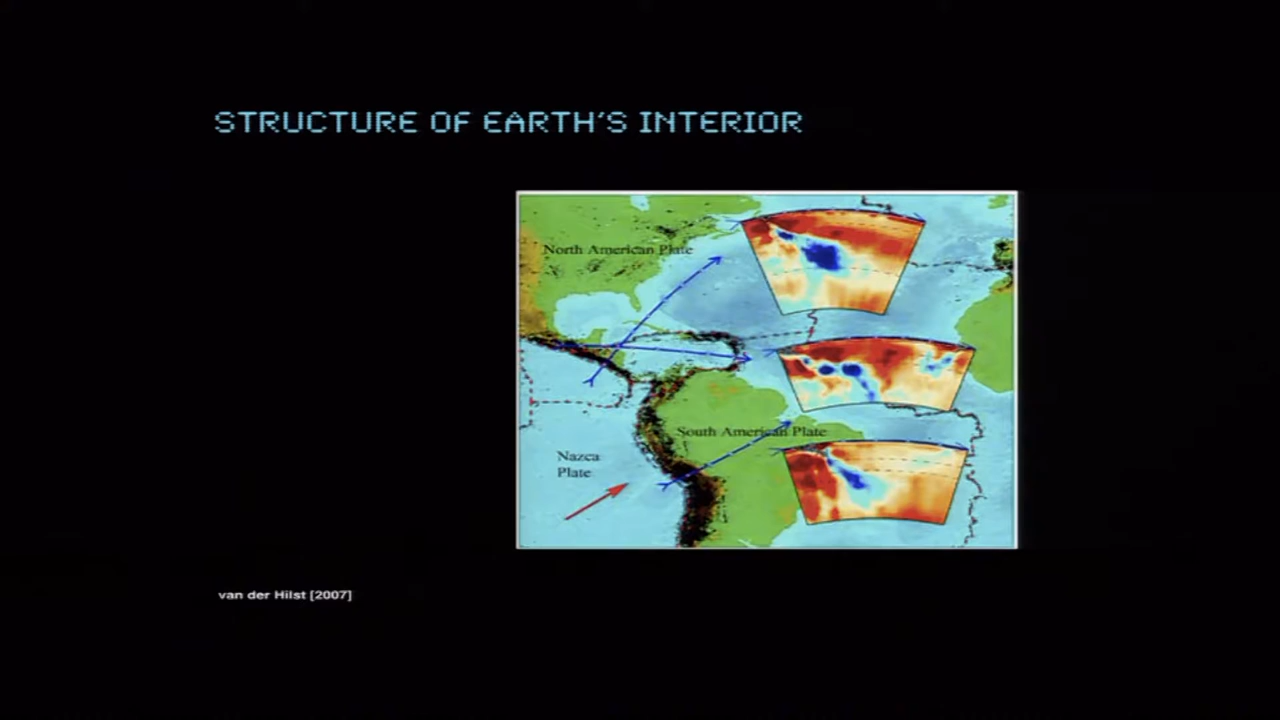 STRUCTURE OF EARTH'S INTERIOR
North American Plate
South American Plate
Nazca
Plate
van der Hilst [2007]